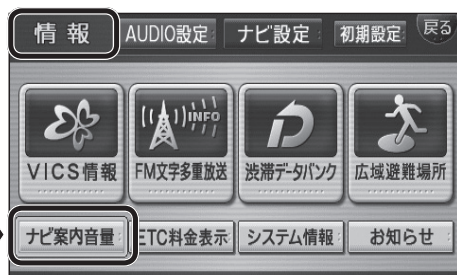 情報 AUDIO設定 ナビ設定 初期設定 戻る
INFO
VICS情報 FM文字多重放送 渋滞データバンク 広域避難場所
ナビ案内音量 ETC料金表示 システム情報 お知らせ